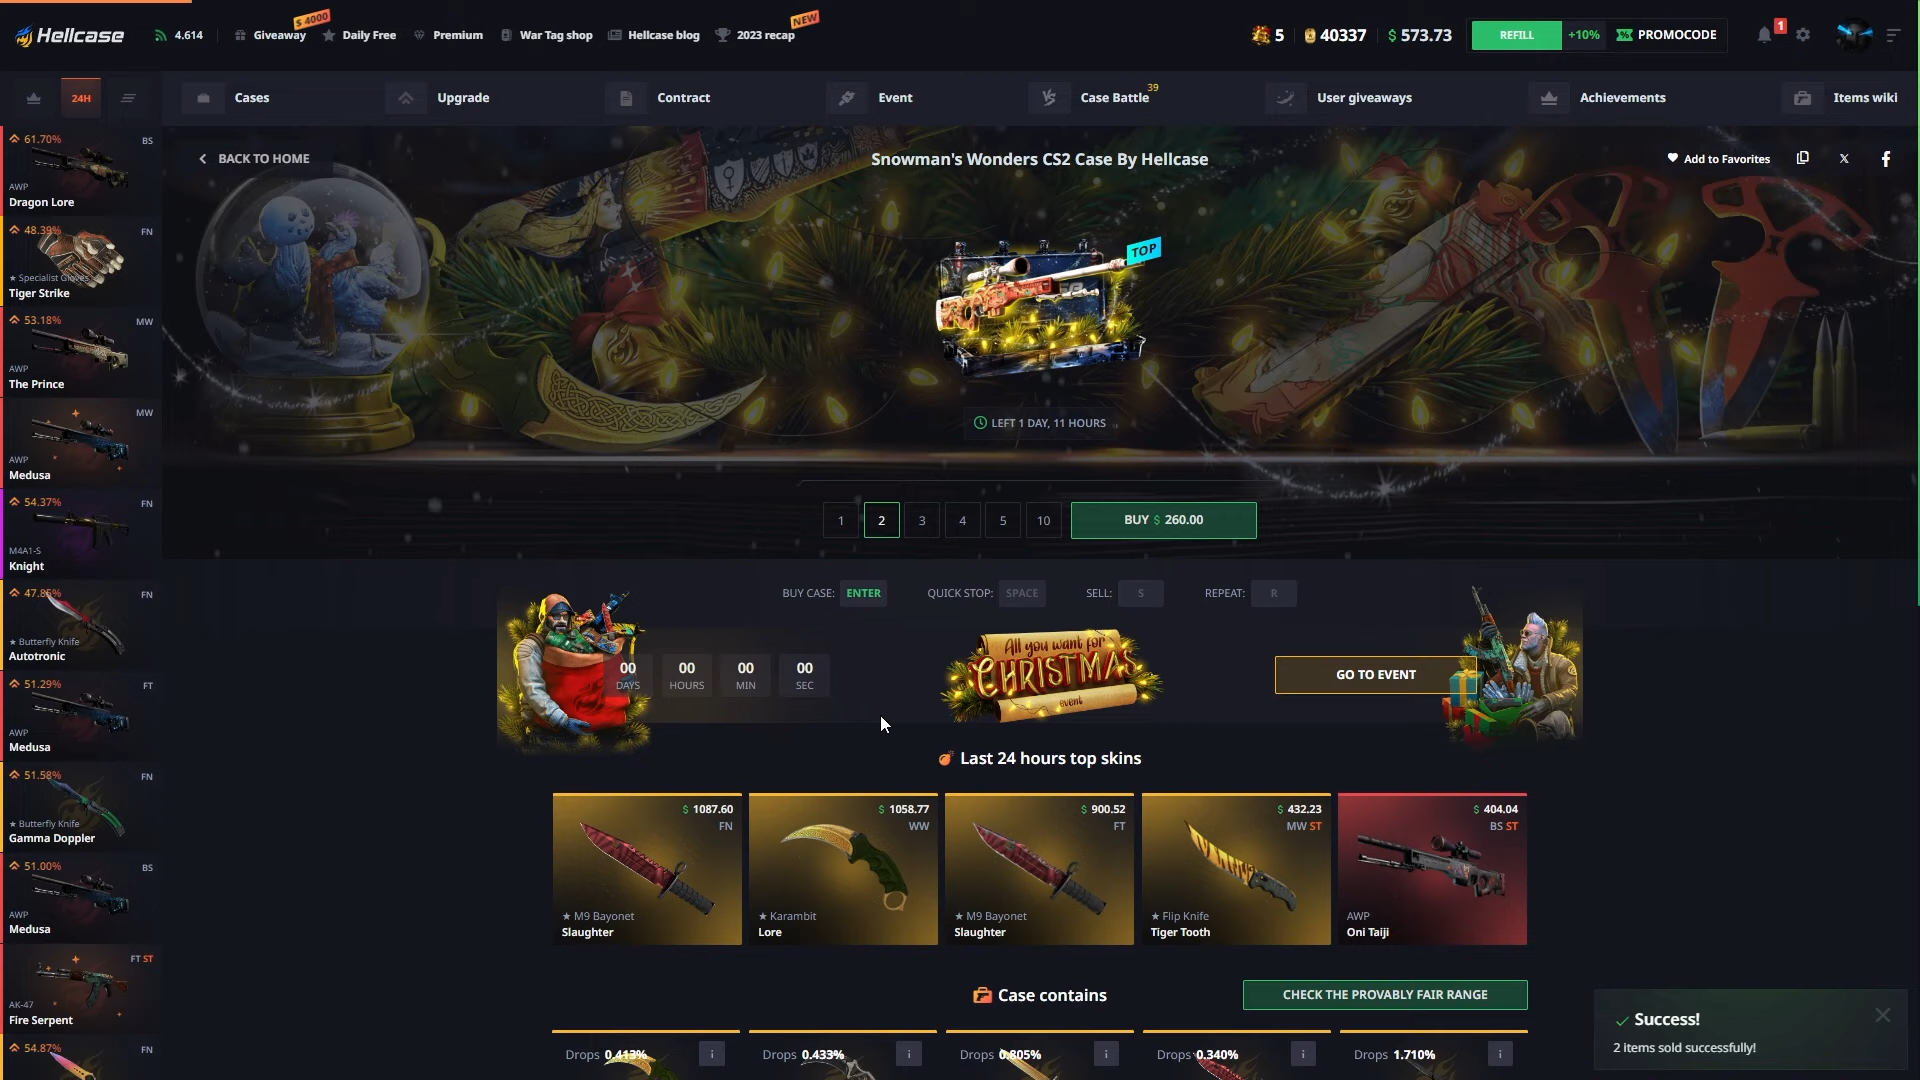 Hellcase
4.614
Giveaway
$ 4000
Daily Free
Premium
War Tag shop
Hellcase blog
2023 recap
NEW
5
40337
$ 573.73
REFILL
+10%
PROMOCODE
1
24H
Cases
Upgrade
Contract
Event
Case Battle
39
User giveaways
Achievements
Items wiki
61.70%
BS
AWP
Dragon Lore
48.39%
FN
★ Specialist Gloves
Tiger Strike
53.18%
MW
AWP
The Prince
MW
AWP
Medusa
54.37%
FN
M4A1-S
Knight
47.85%
FN
★ Butterfly Knife
Autotronic
51.29%
FT
AWP
Medusa
51.58%
FN
★ Butterfly Knife
Gamma Doppler
51.00%
BS
AWP
Medusa
FT ST
AK-47
Fire Serpent
54.87%
FN
BACK TO HOME
Snowman's Wonders CS2 Case By Hellcase
Add to Favorites
TOP
LEFT 1 DAY, 11 HOURS
1
2
3
4
5
10
BUY $ 260.00
BUY CASE: ENTER
QUICK STOP: SPACE
SELL: S
REPEAT: R
00
DAYS
00
HOURS
00
MIN
00
SEC
All you want for
CHRISTMAS
event
GO TO EVENT
Last 24 hours top skins
$ 1087.60
FN
★ M9 Bayonet
Slaughter
$ 1058.77
WW
★ Karambit
Lore
$ 900.52
FT
★ M9 Bayonet
Slaughter
$ 432.23
MW ST
★ Flip Knife
Tiger Tooth
$ 404.04
BS ST
AWP
Oni Taiji
Case contains
CHECK THE PROVABLY FAIR RANGE
Drops 0.413%
i
Drops 0.433%
i
Drops 0.805%
i
Drops 0.340%
i
Drops 1.710%
i
Success!
2 items sold successfully!